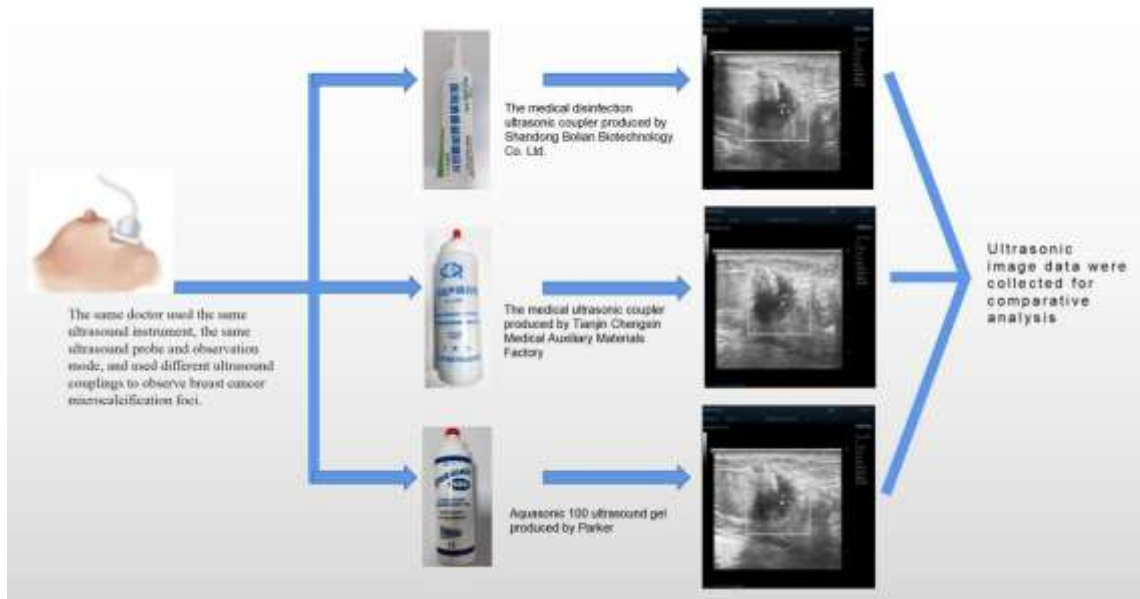 The medical disinfection
ultrasonic coupler produced by
Shandong Bolian Biotechnology
Co. Ltd.
The same doctor used the same
ultrasound instrument, the same
ultrasound probe and observation
mode, and used different ultrasound
couplings to observe breast cancer
microcalcification foci.
The medical ultrasonic coupler
produced by Tianjin Chengxin
Medical Auxiliary Materials
Factory
Aquasonic 100 ultrasound gel
produced by Parker
Ultrasonic
image data were
collected for
comparative
analysis